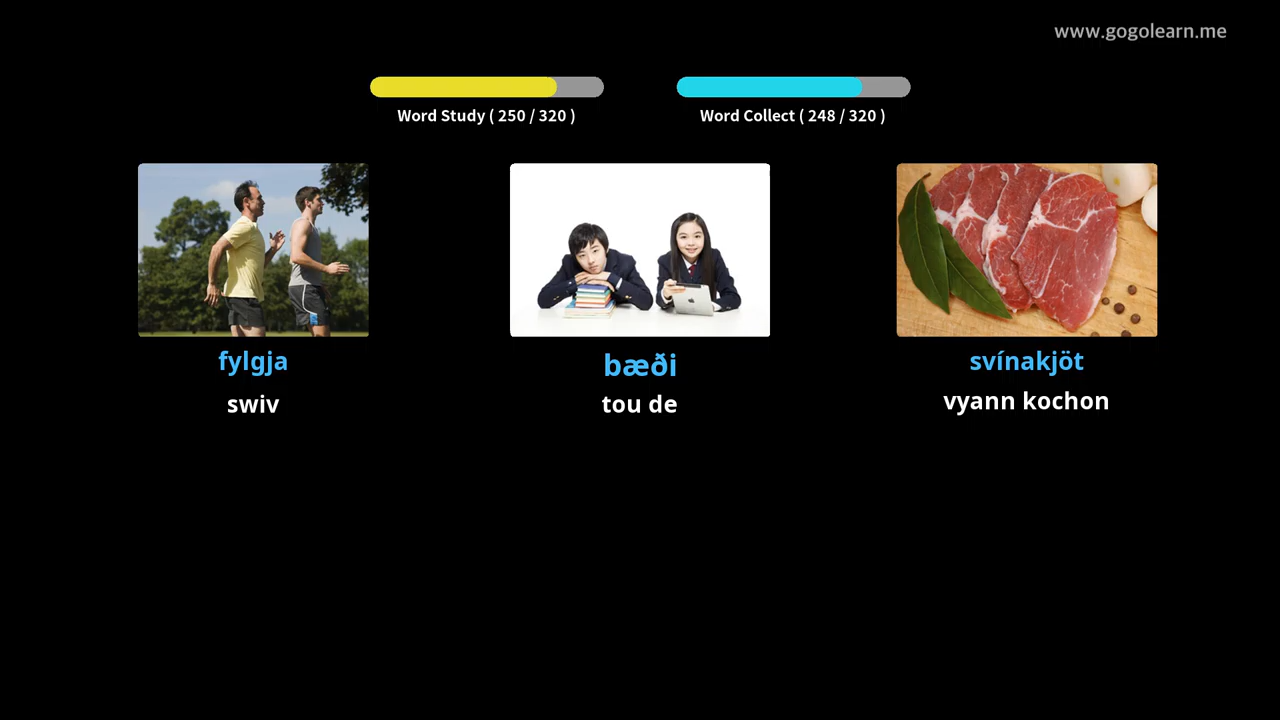 www.gogolearn.me
Word Study ( 250 / 320 )
Word Collect ( 248 / 320 )
fylgja
bæði
svínakjöt
swiv
tou de
vyann kochon